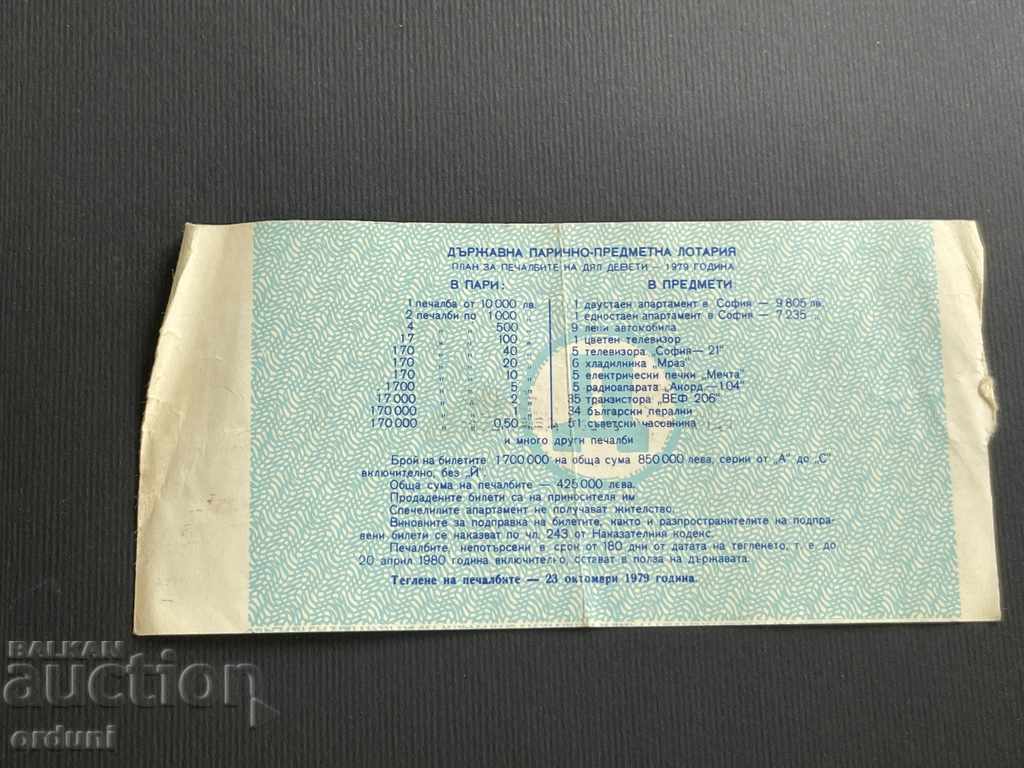 ДЪРЖАВНА ПАРИЧНО-ПРЕДМЕТНА ЛОТАРИЯ
ПЛАН ЗА ПЕЧАЛБИТЕ НА ДЯЛ ДЕВЕТИ — 1979 ГОДИНА
В ПАРИ:
1 печалба от 10 000 лв.
2 печалби по 1 000 „
4 „ „ 500 „
17 „ „ 100 „
170 „ „ 40 „
170 „ „ 20 „
170 „ „ 10 „
1700 „ „ 5 „
17 000 „ „ 2 „
170 000 „ „ 1 „
170 000 „ „ 0,50 „
В ПРЕДМЕТИ
1 двустаен апартамент в София — 9 805 лв.
1 едностаен апартамент в София — 7 235 „
9 леки автокобила
1 цветен телевизор
5 телевизора „София — 21"
6 хладилника „Мраз"
5 електрически печки „Мечта"
5 радиоапарата „Акорд — 104"
35 транзистора "ВЕФ 206"
34 български перални
51 съветски часовника
и много други печалби
Брой на билетите 1 700 000 на обща сума 850 000 лева, серии от „А" до „С"
включително, без „Й".
Обща сума на печалбите — 425 000 лева.
Продадените билети са на приносителя им
Спечелилите апартамент не получават жителство.
Виновните за подправка на билетите, както и разпространителите на подпра-
вени билети се наказват по чл. 243 от Наказателния кодекс.
Печалбите, непотърсени в срок от 180 дни от датата на тегленето, т. е. до
20 април 1980 година включително, остават в полза на държавата.
Теглене на печалбите — 23 октомври 1979 година.
BALKAN
auction
orduni